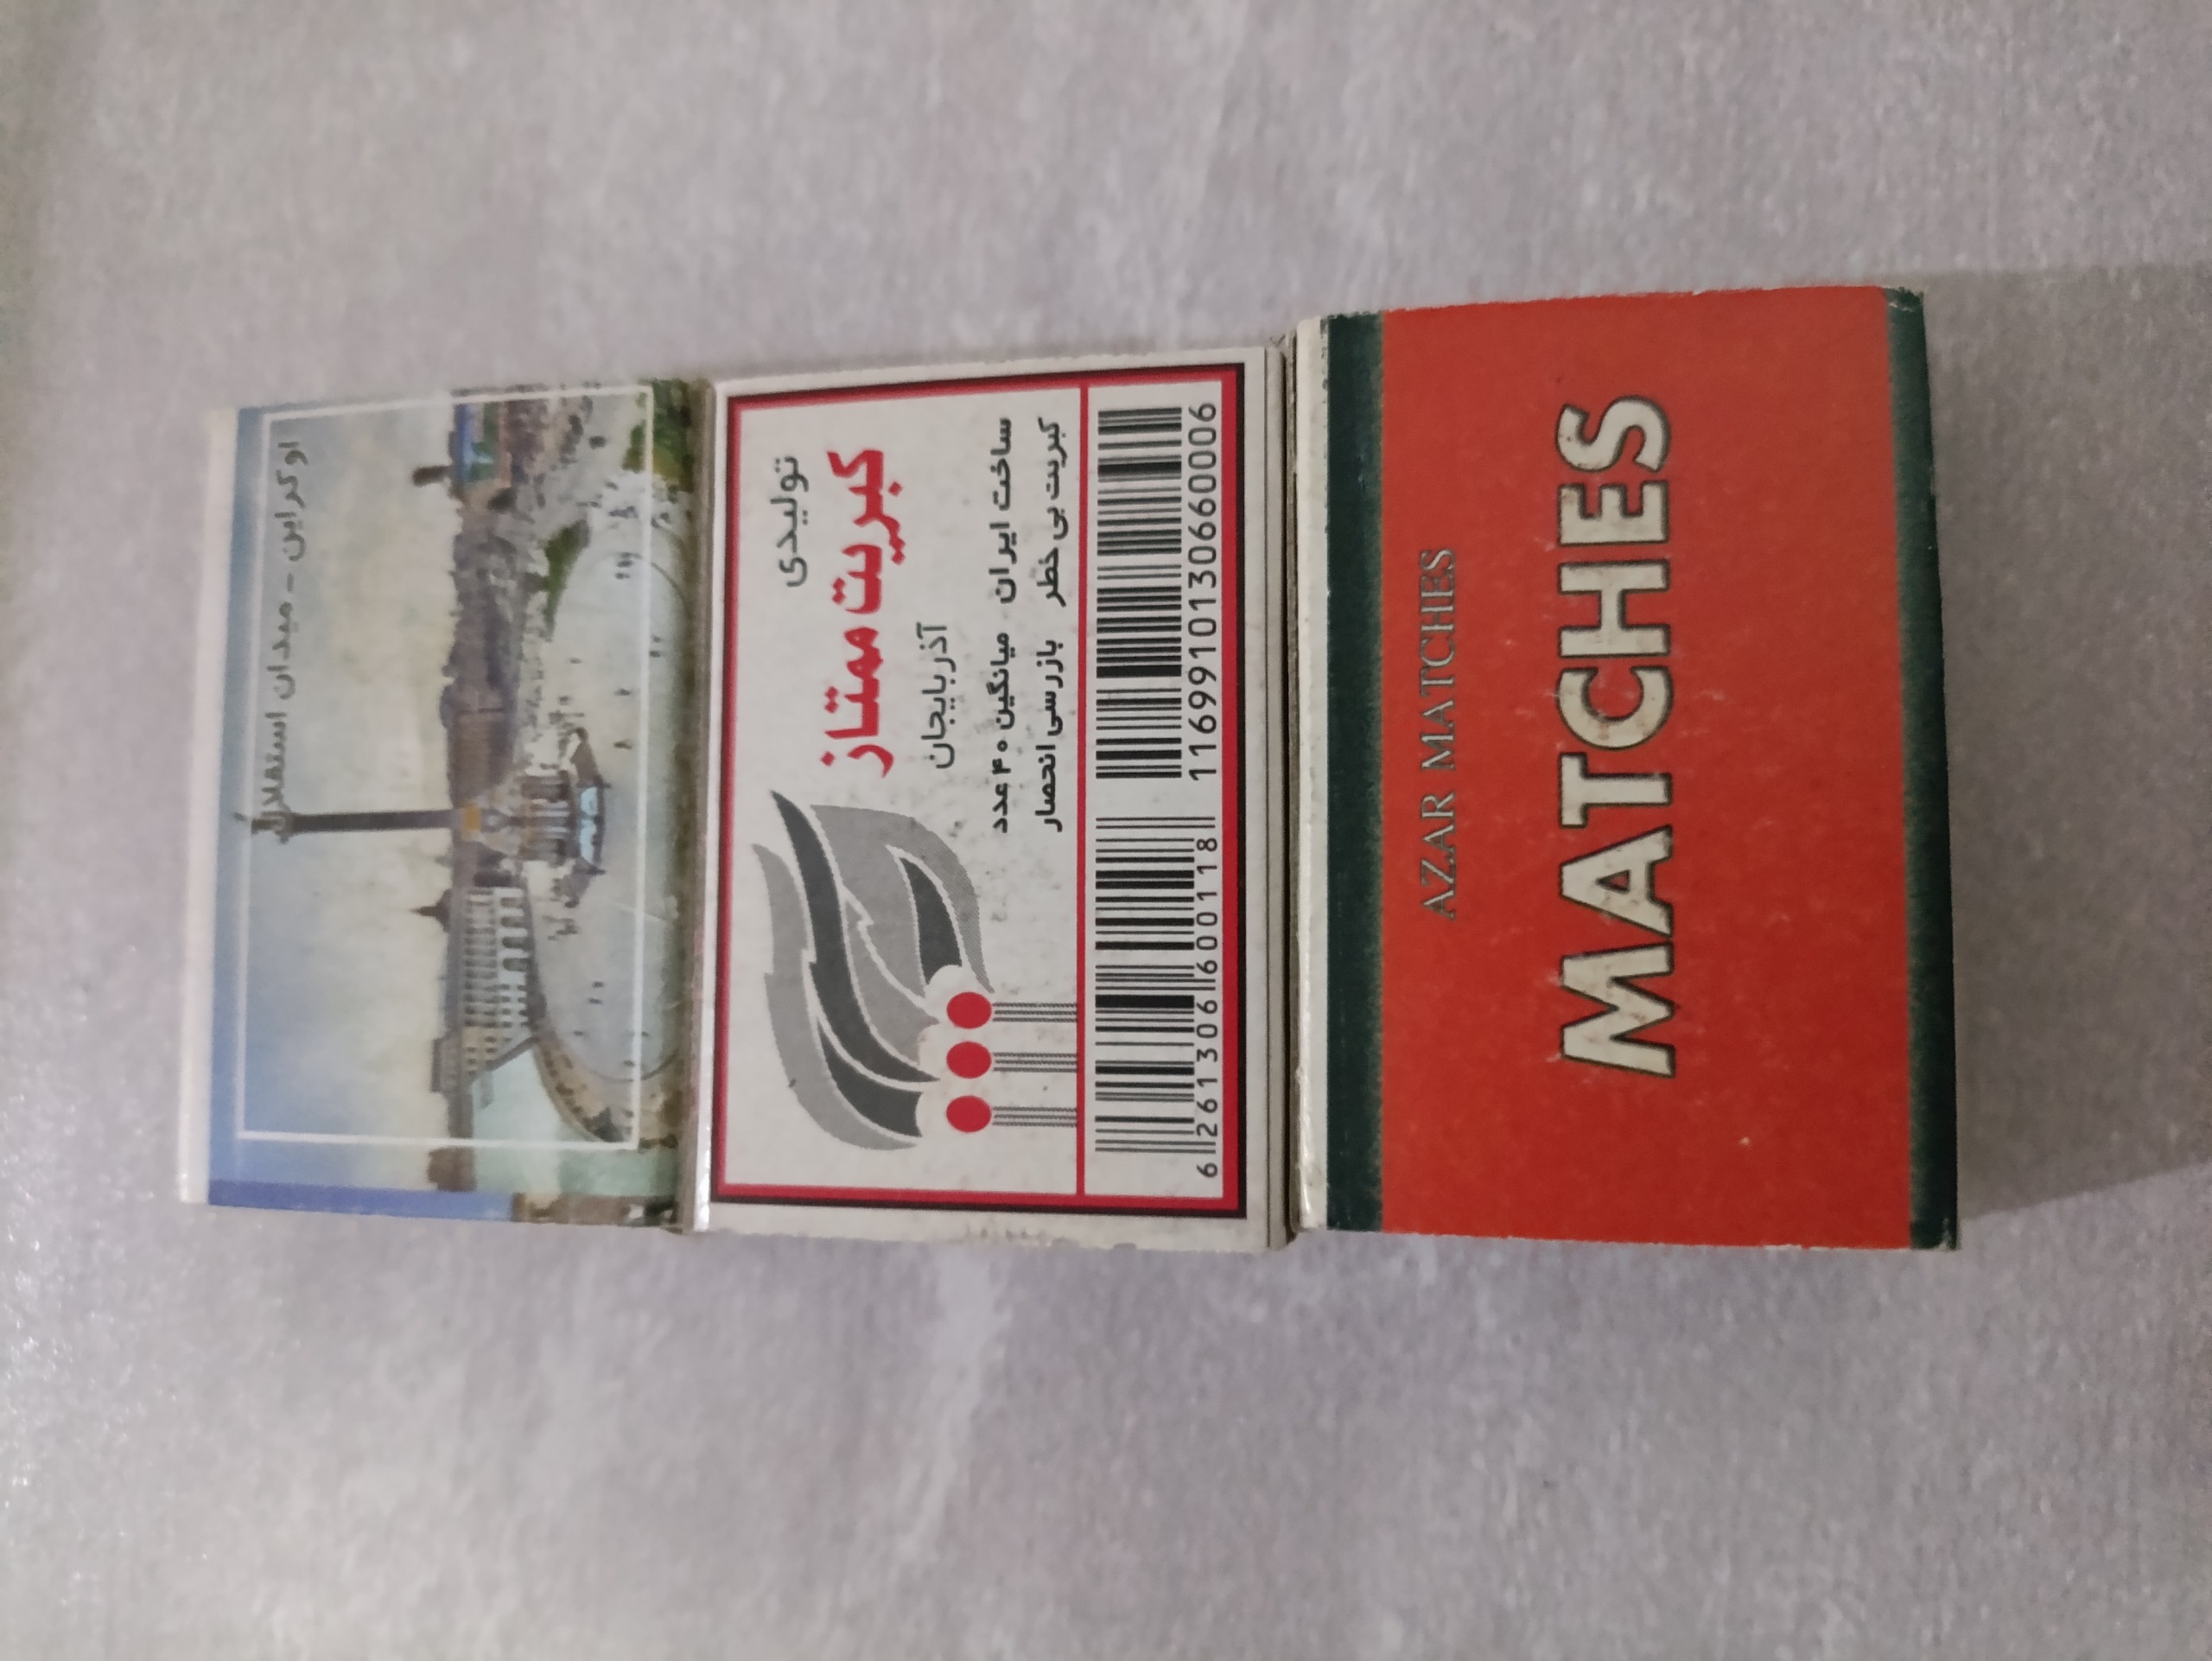 اوکراین - میدان استقلال
تولیدی
کبریت ممتاز
آذربایجان
ساخت ایران میانگین ۴۰ عدد
کبریت بی خطر بازرسی انحصار
6 261306 600118
1169910130660006
AZAR MATCHES
MATCHES